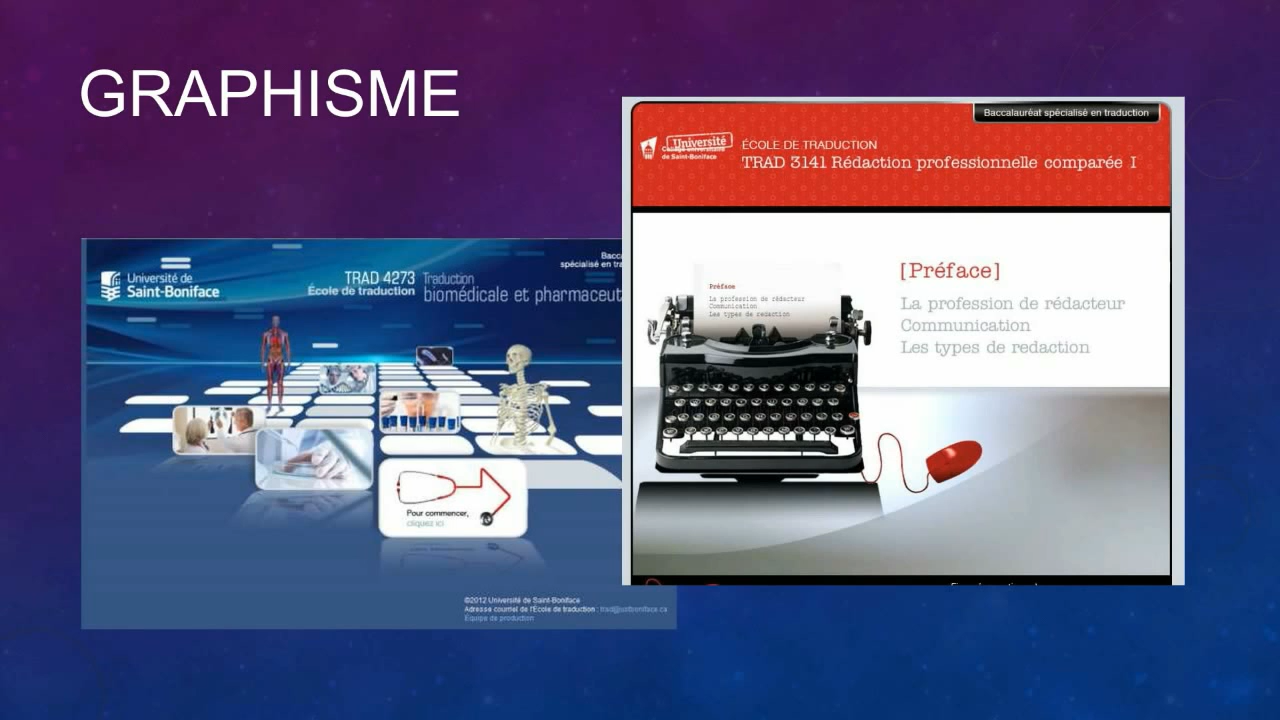 GRAPHISME
Baccalauréat spécialisé en traduction
Université
de Saint-Boniface
ÉCOLE DE TRADUCTION
TRAD 3141 Rédaction professionnelle comparée I
[Préface]
La profession de rédacteur
Communication
Les types de redaction
Préface
La profession de rédacteur
Communication
Les types de redaction
Bacc
spécialisé en tra
Université de
Saint-Boniface
TRAD 4273
École de traduction
Traduction
biomédicale et pharmaceut
Pour commencer,
cliquez ici
©2012 Université de Saint-Boniface
Adresse courriel de l'École de traduction : trad@ustboniface.ca
Équipe de production